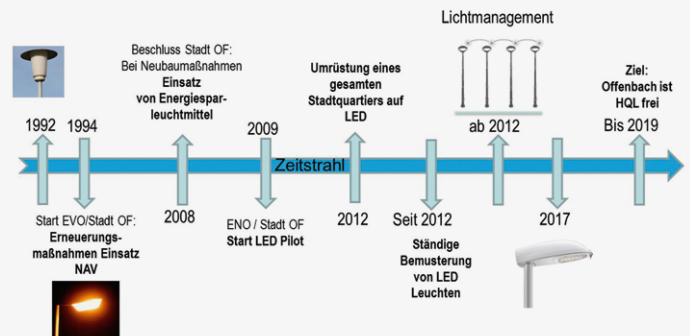 Lichtmanagement
Beschluss Stadt OF:
Bei Neubaumaßnahmen
Einsatz
von Energiespar-
leuchtmittel
Umrüstung eines
gesamten
Stadtquartiers auf
LED
Ziel:
Offenbach ist
HQL frei
1992
1994
2009
ab 2012
Bis 2019
Zeitstrahl
Start EVO/Stadt OF:
Erneuerungs-
maßnahmen Einsatz
NAV
2008
ENO / Stadt OF
Start LED Pilot
2012
Seit 2012
Ständige
Bemusterung
von LED
Leuchten
2017